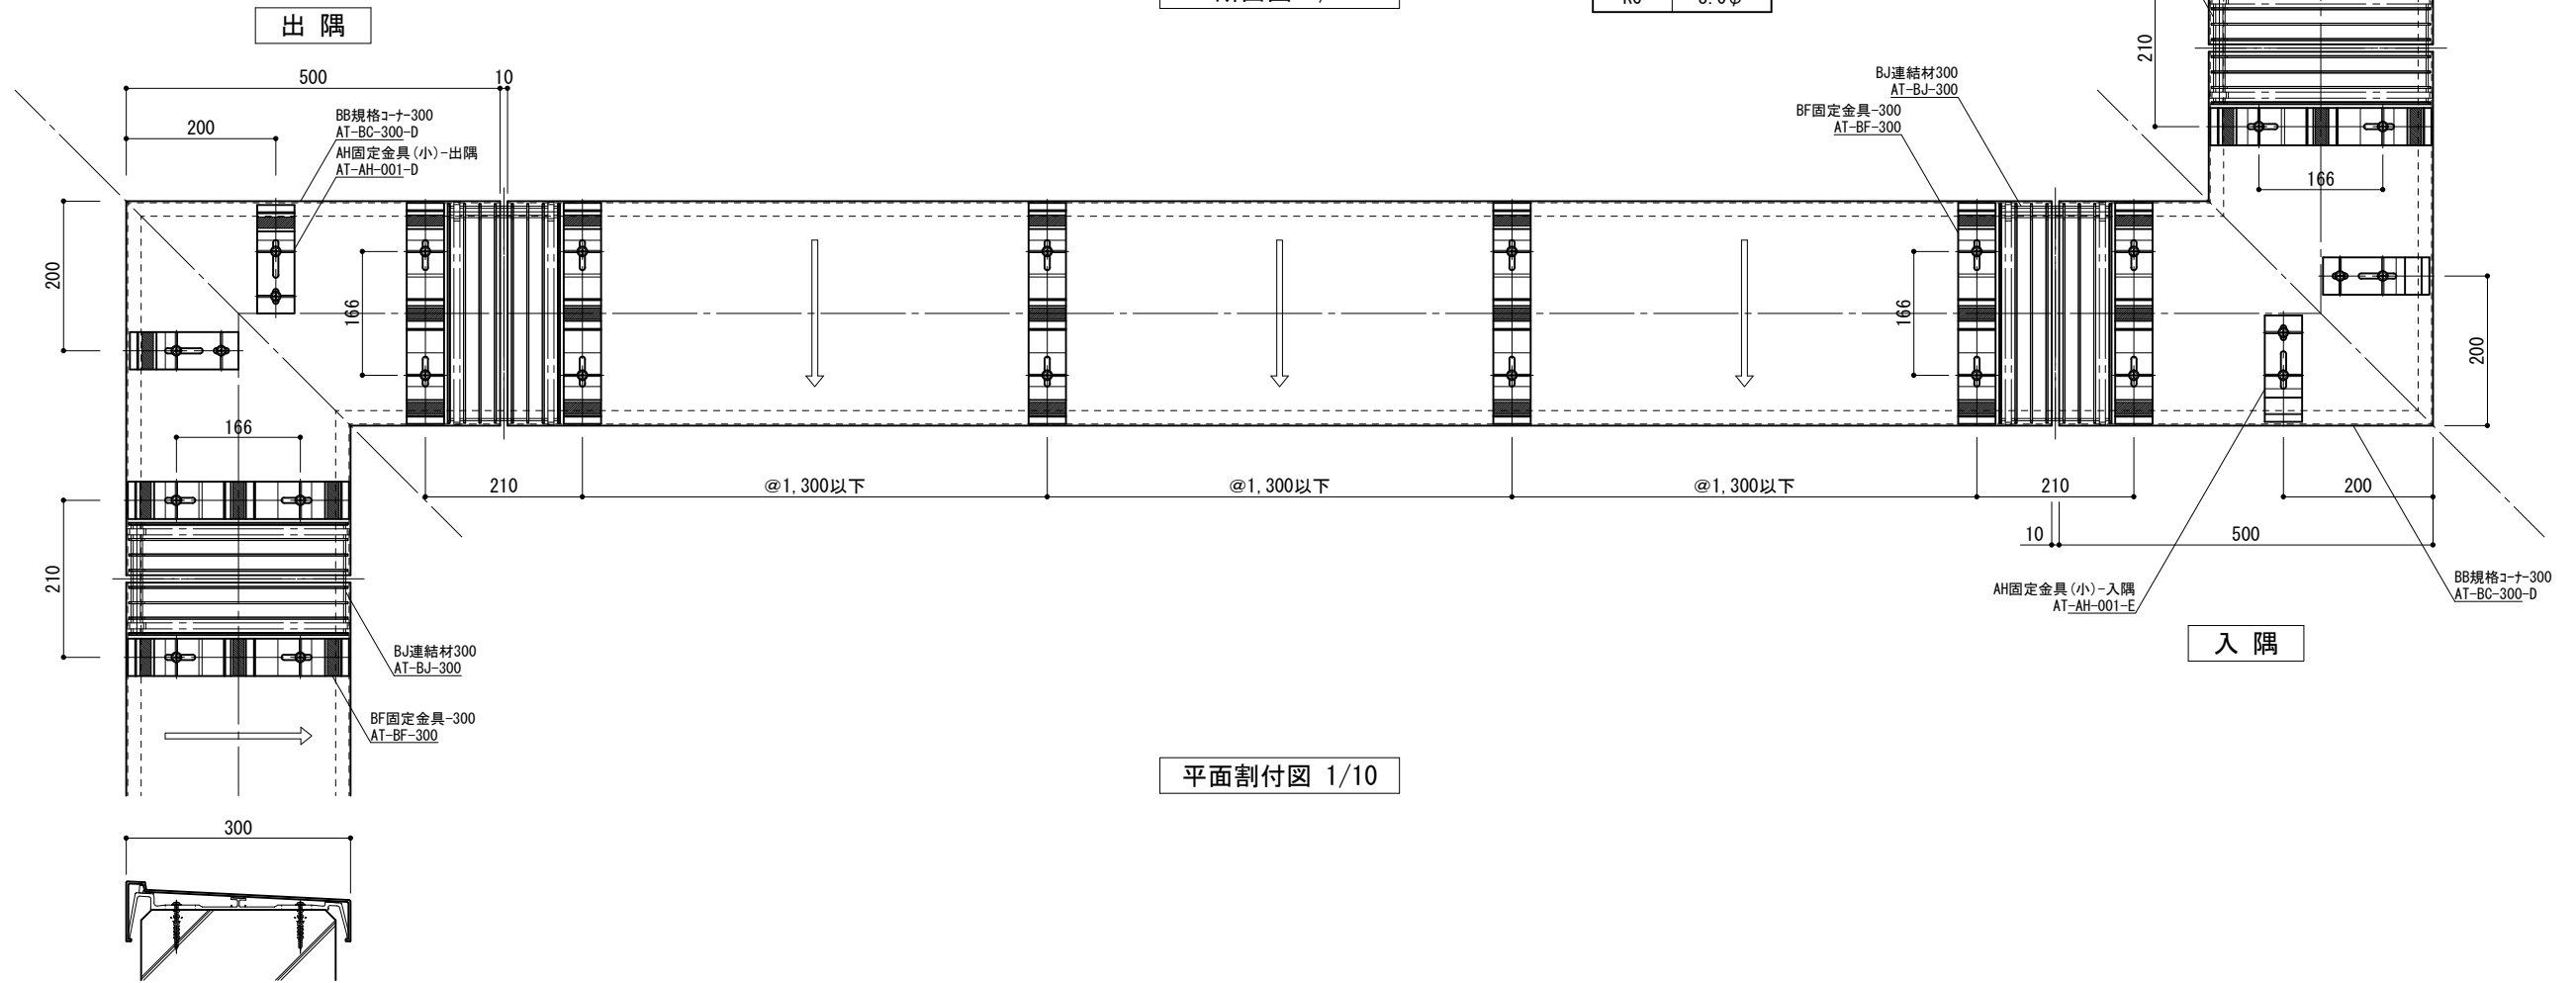 出 隅
500
10
200
BB規格コーナー300
AT-BC-300-D
AH固定金具(小)-出隅
AT-AH-001-D
200
166
166
210
@1,300以下
@1,300以下
@1,300以下
210
BJ連結材300
AT-BJ-300
BF固定金具-300
AT-BF-300
166
210
166
200
200
10
500
AH固定金具(小)-入隅
AT-AH-001-E
BB規格コーナー300
AT-BC-300-D
入 隅
210
BJ連結材300
AT-BJ-300
BF固定金具-300
AT-BF-300
平面割付図 1/10
300